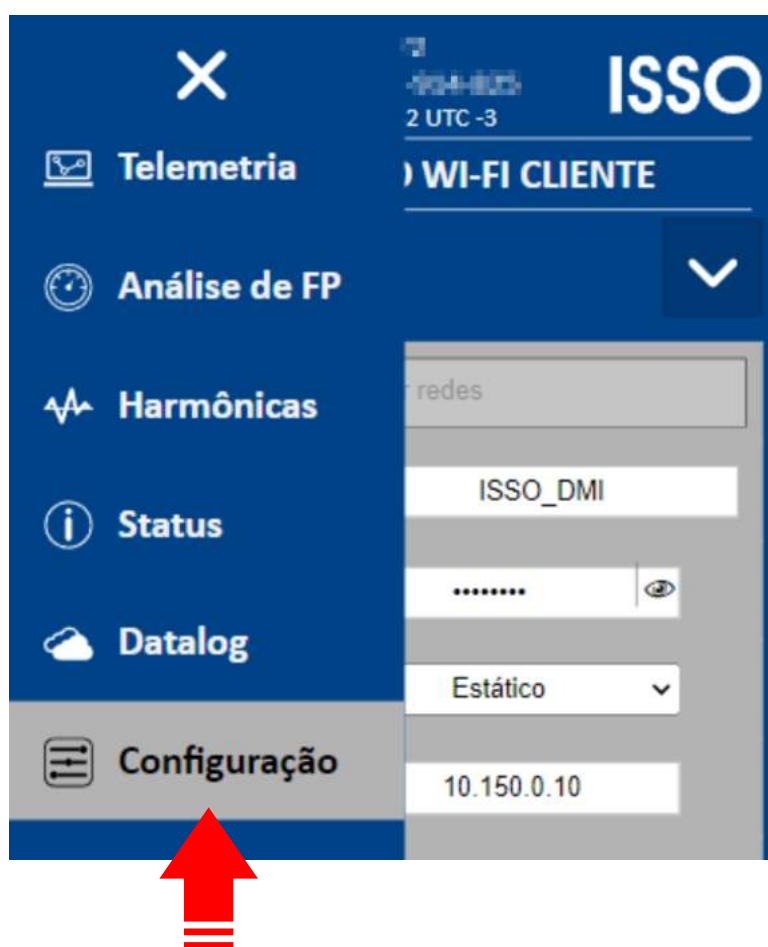 2 UTC -3
ISSO
WI-FI CLIENTE
Telemetria
Análise de FP
Harmônicas
redes
ISSO_DMI
Status
••••••••
Datalog
Estático
Configuração
10.150.0.10